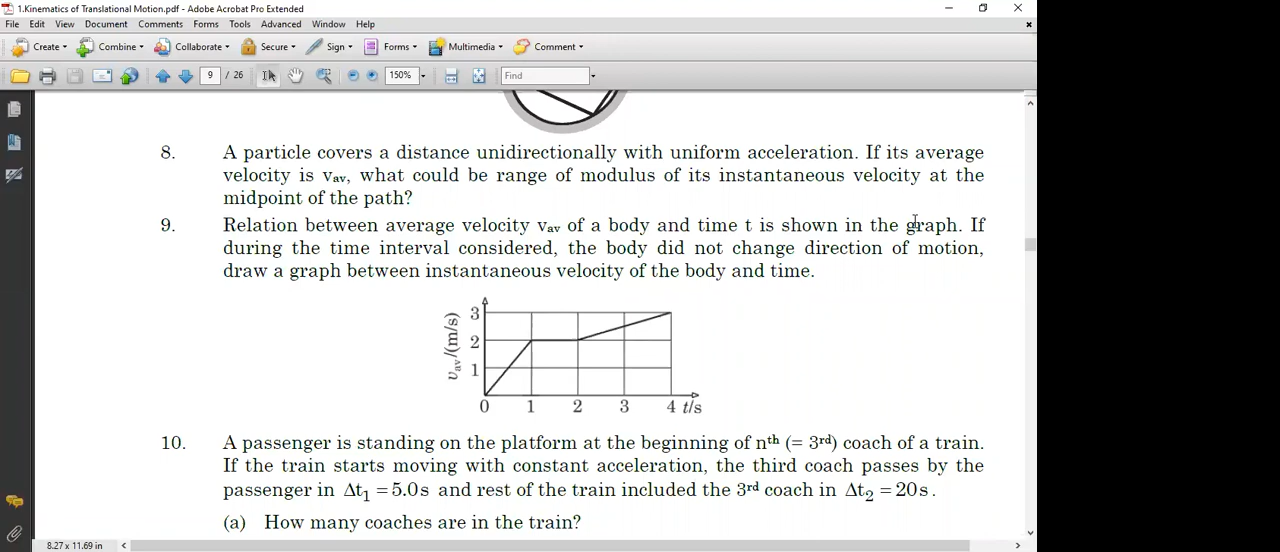 1.Kinematics of Translational Motion.pdf - Adobe Acrobat Pro Extended
File Edit View Document Comments Forms Tools Advanced Window Help
Create Combine Collaborate Secure Sign Forms Multimedia Comment
9 / 26 150% Find
8. A particle covers a distance unidirectionally with uniform acceleration. If its average
velocity is vav, what could be range of modulus of its instantaneous velocity at the
midpoint of the path?
9. Relation between average velocity vav of a body and time t is shown in the graph. If
during the time interval considered, the body did not change direction of motion,
draw a graph between instantaneous velocity of the body and time.
3
2
1
υav/(m/s)
0 1 2 3 4 t/s
10. A passenger is standing on the platform at the beginning of nth (= 3rd) coach of a train.
If the train starts moving with constant acceleration, the third coach passes by the
passenger in Δt1 = 5.0s and rest of the train included the 3rd coach in Δt2 = 20s.
(a) How many coaches are in the train?
8.27 x 11.69 in